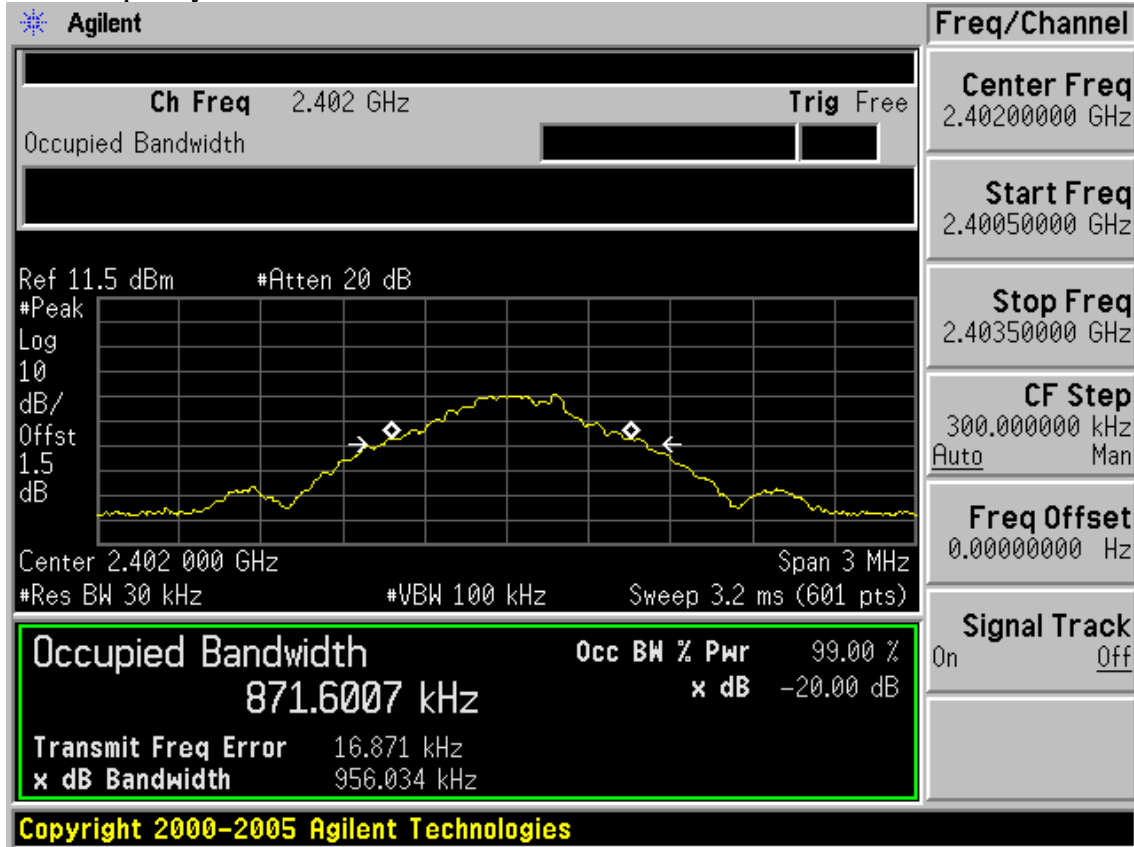 Agilent
Freq/Channel
Ch Freq 2.402 GHz Trig Free
Occupied Bandwidth
Center Freq
2.40200000 GHz
Start Freq
2.40050000 GHz
Stop Freq
2.40350000 GHz
CF Step
300.000000 kHz
Auto Man
Freq Offset
0.00000000 Hz
Signal Track
On Off
Ref 11.5 dBm #Atten 20 dB
#Peak
Log
10
dB/
Offst
1.5
dB
Center 2.402 000 GHz Span 3 MHz
#Res BW 30 kHz #VBW 100 kHz Sweep 3.2 ms (601 pts)
Occupied Bandwidth Occ BW % Pwr 99.00 %
871.6007 kHz x dB -20.00 dB
Transmit Freq Error 16.871 kHz
x dB Bandwidth 956.034 kHz
Copyright 2000-2005 Agilent Technologies